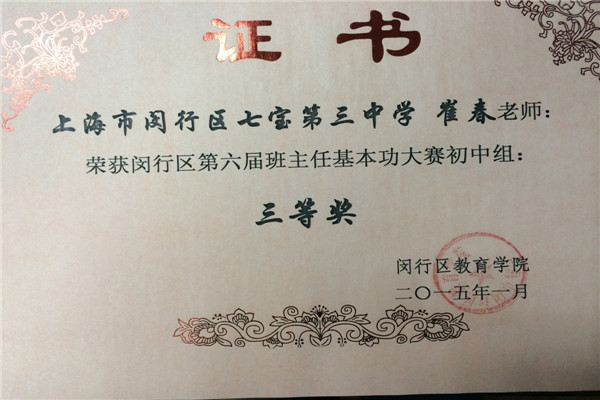 证书
上海市闵行区七宝第三中学 崔春老师：
荣获闵行区第六届班主任基本功大赛初中组：
三等奖
闵行区教育学院
二〇一五年一月